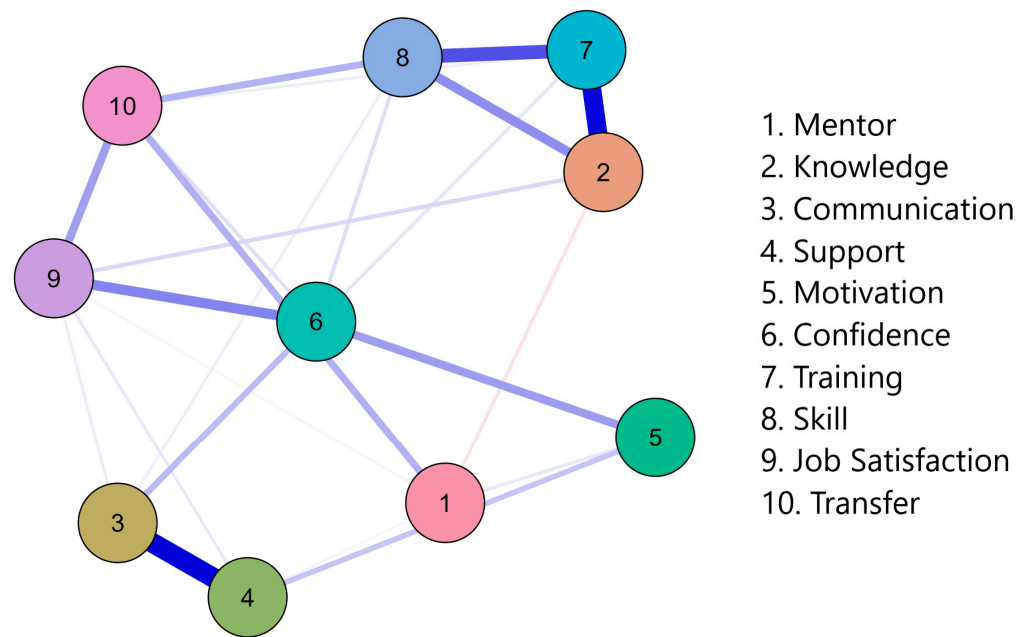 7
8
10
2
9
6
5
1
3
4
1. Mentor
2. Knowledge
3. Communication
4. Support
5. Motivation
6. Confidence
7. Training
8. Skill
9. Job Satisfaction
10. Transfer